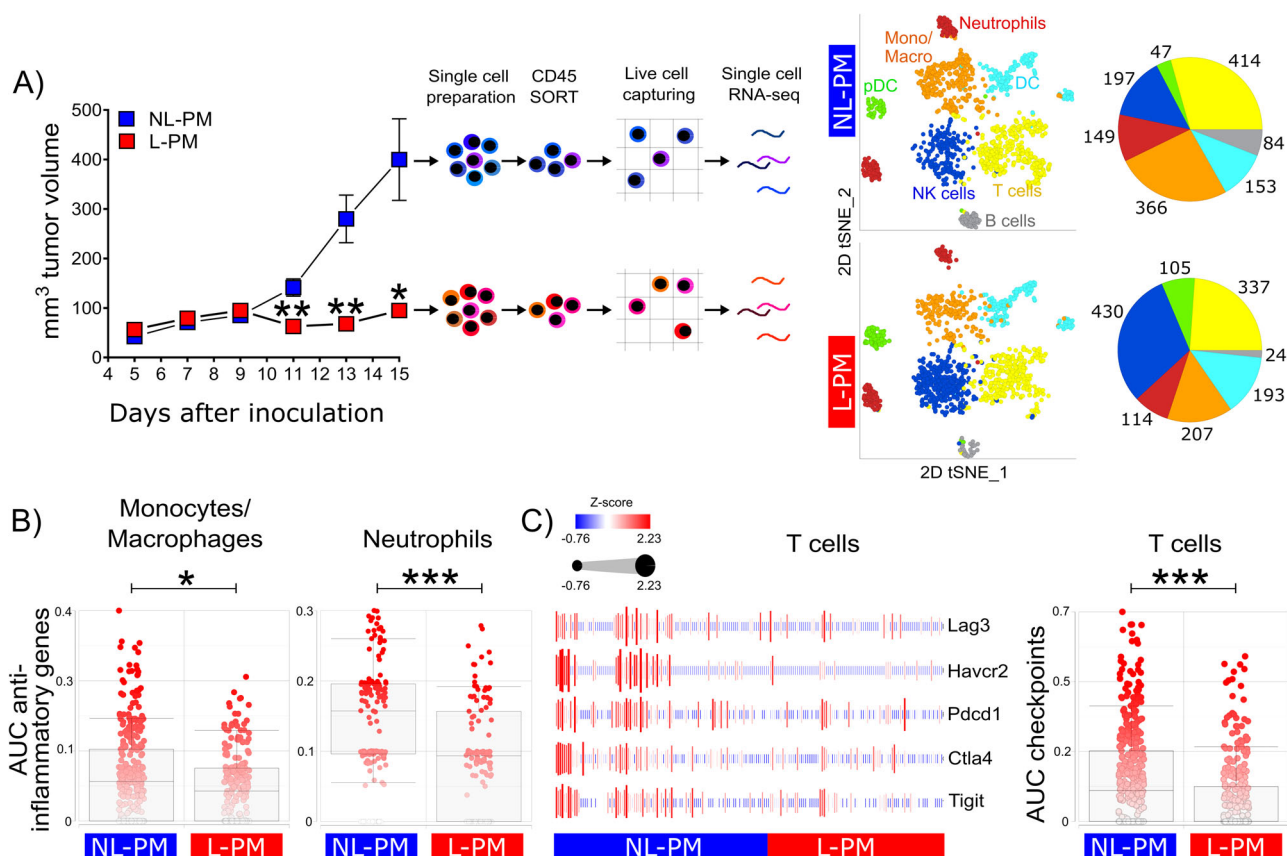 A)
mm3 tumor volume
500
400
300
200
100
0
NL-PM
L-PM
**
**
*
4 5 6 7 8 9 10 11 12 13 14 15
Days after inoculation
Single cell
preparation
CD45
SORT
Live cell
capturing
Single cell
RNA-seq
NL-PM
L-PM
2D tSNE_2
2D tSNE_1
Neutrophils
Mono/
Macro
pDC
DC
NK cells
T cells
B cells
47
414
197
149
84
153
366
105
337
430
24
193
114
207
B)
Monocytes/
Macrophages
*
AUC anti-
inflammatory genes
0.4
0.3
0.1
0
NL-PM
L-PM
Neutrophils
***
0.3
0.2
0.1
0
NL-PM
L-PM
C)
Z-score
-0.76 2.23
-0.76 2.23
T cells
Lag3
Havcr2
Pdcd1
Ctla4
Tigit
NL-PM
L-PM
T cells
***
AUC checkpoints
0.7
0.5
0.2
0
NL-PM
L-PM